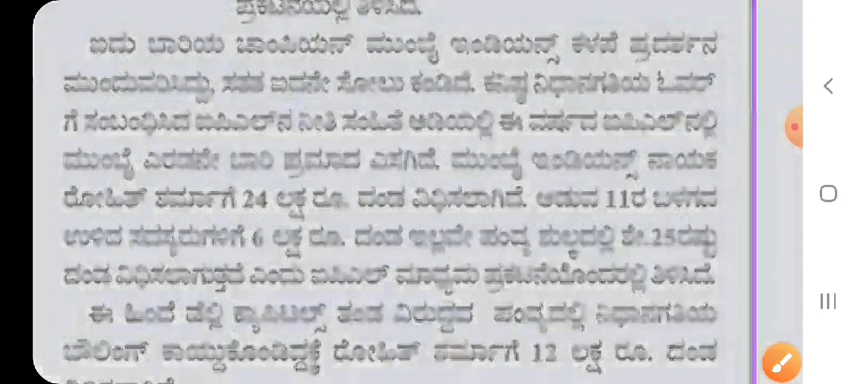 ಪ್ರಕಟನೆಯಲ್ಲಿ ತಿಳಿಸಿದೆ.
ಐದು ಬಾರಿಯ ಚಾಂಪಿಯನ್ ಮುಂಬೈ ಇಂಡಿಯನ್ಸ್ ಕಳಪೆ ಪ್ರದರ್ಶನ
ಮುಂದುವರಿಸಿದ್ದು, ಸತತ ಐದನೇ ಸೋಲು ಕಂಡಿದೆ. ಕನಿಷ್ಠ ನಿಧಾನಗತಿಯ ಓವರ್
ಗೆ ಸಂಬಂಧಿಸಿದ ಐಪಿಎಲ್‌ನ ನೀತಿ ಸಂಹಿತೆ ಅಡಿಯಲ್ಲಿ ಈ ವರ್ಷದ ಐಪಿಎಲ್‌ನಲ್ಲಿ
ಮುಂಬೈ ಎರಡನೇ ಬಾರಿ ಪ್ರಮಾದ ಎಸಗಿದೆ. ಮುಂಬೈ ಇಂಡಿಯನ್ಸ್ ನಾಯಕ
ರೋಹಿತ್ ಶರ್ಮಾಗೆ 24 ಲಕ್ಷ ರೂ. ದಂಡ ವಿಧಿಸಲಾಗಿದೆ. ಆಡುವ 11ರ ಬಳಗದ
ಉಳಿದ ಸದಸ್ಯರುಗಳಿಗೆ 6 ಲಕ್ಷ ರೂ. ದಂಡ ಇಲ್ಲವೇ ಪಂದ್ಯ ಶುಲ್ಕದಲ್ಲಿ ಶೇ.25ರಷ್ಟು
ದಂಡ ವಿಧಿಸಲಾಗುತ್ತದೆ ಎಂದು ಐಪಿಎಲ್ ಮಾಧ್ಯಮ ಪ್ರಕಟನೆಯೊಂದರಲ್ಲಿ ತಿಳಿಸಿದೆ.
ಈ ಹಿಂದೆ ಡೆಲ್ಲಿ ಕ್ಯಾಪಿಟಲ್ಸ್ ತಂಡ ವಿರುದ್ಧದ ಪಂದ್ಯದಲ್ಲಿ ನಿಧಾನಗತಿಯ
ಬೌಲಿಂಗ್ ಕಾಯ್ದುಕೊಂಡಿದ್ದಕ್ಕೆ ರೋಹಿತ್ ಶರ್ಮಾಗೆ 12 ಲಕ್ಷ ರೂ. ದಂಡ